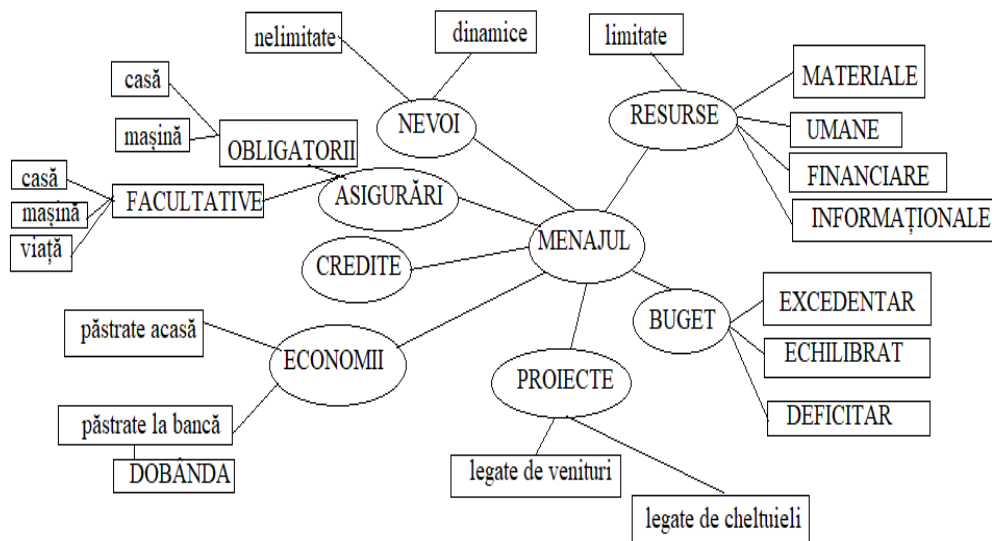 nelimitate
dinamice
limitate
casă
mașină
OBLIGATORII
NEVOI
RESURSE
MATERIALE
UMANE
FINANCIARE
INFORMAȚIONALE
casă
mașină
viață
FACULTATIVE
ASIGURĂRI
MENAJUL
CREDITE
BUGET
EXCEDENTAR
ECHILIBRAT
DEFICITAR
păstrate acasă
ECONOMII
PROIECTE
păstrate la bancă
DOBÂNDA
legate de venituri
legate de cheltuieli